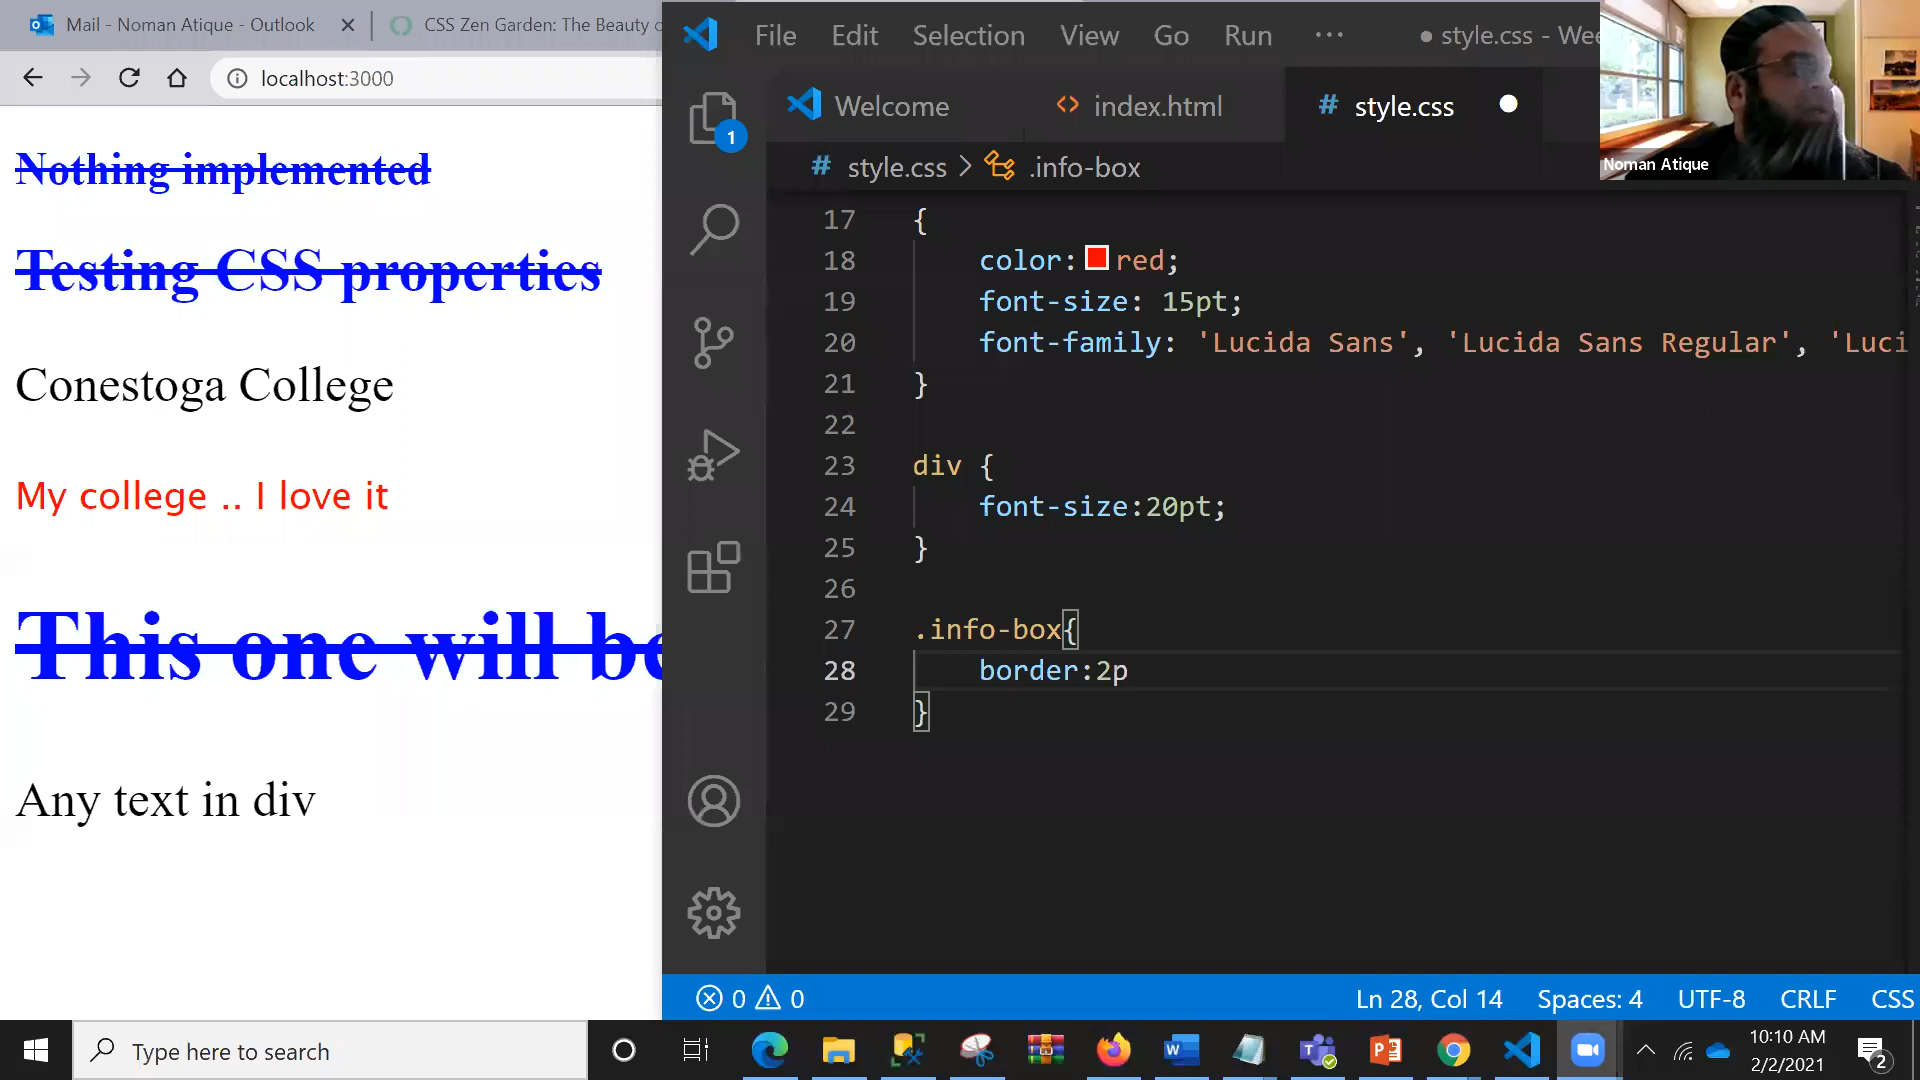 Mail - Noman Atique - Outlook
CSS Zen Garden: The Beauty o
localhost:3000
Nothing implemented
Testing CSS properties
Conestoga College
My college .. I love it
This one will be
Any text in div
File Edit Selection View Go Run ···
● style.css - Wee
Welcome
<> index.html
# style.css
1
# style.css > .info-box
17 {
18 color: red;
19 font-size: 15pt;
20 font-family: 'Lucida Sans', 'Lucida Sans Regular', 'Luci
21 }
22
23 div {
24 font-size:20pt;
25 }
26
27 .info-box{
28 border:2p
29 }
Noman Atique
0 0
Ln 28, Col 14 Spaces: 4 UTF-8 CRLF CSS
Type here to search
10:10 AM
2/2/2021
2